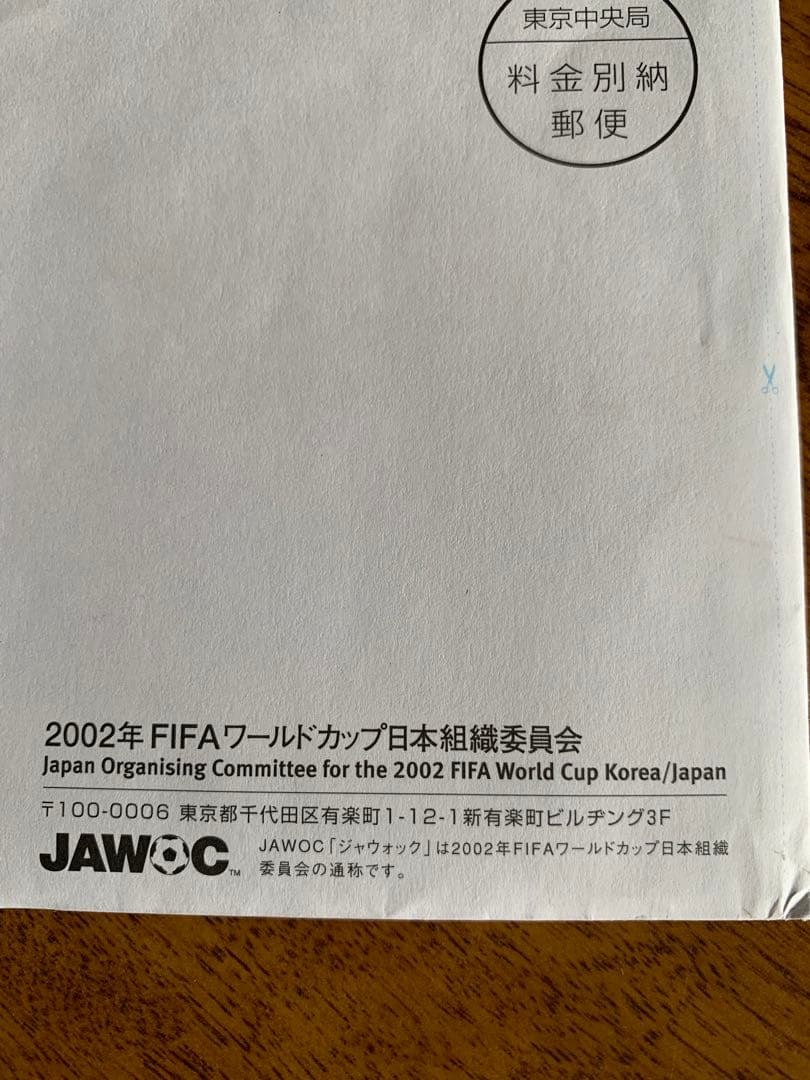 東京中央局
料金別納
郵便
2002年FIFAワールドカップ日本組織委員会
Japan Organising Committee for the 2002 FIFA World Cup Korea/Japan
〒100-0006 東京都千代田区有楽町1-12-1新有楽町ビルヂング3F
JAWOC™
JAWOC「ジャウォック」は2002年FIFAワールドカップ日本組織
委員会の通称です。